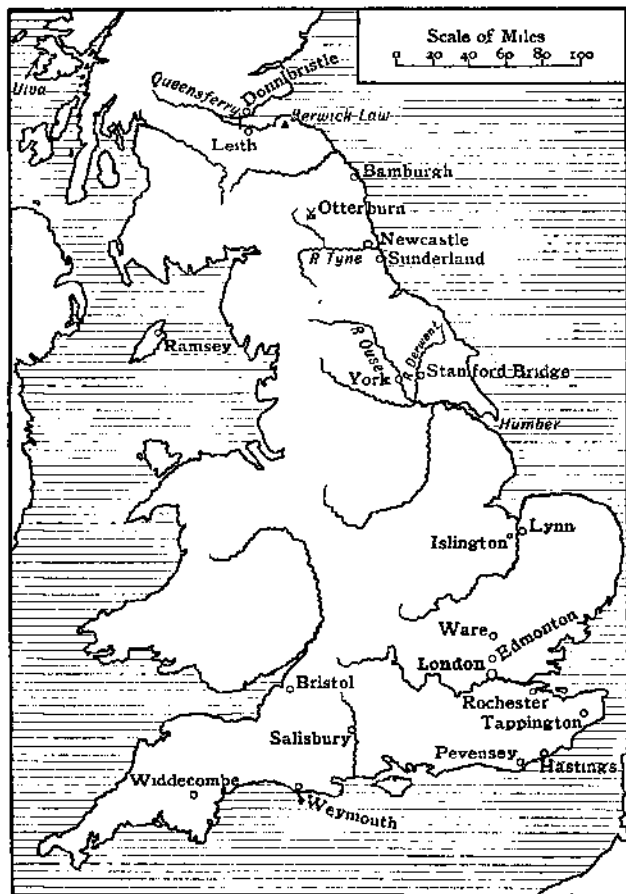 Scale of Miles
0 20 40 60 80 100
Ulva
Queensferry
Donnibristle
Berwick-Law
Leith
Bamburgh
Otterburn
Newcastle
R Tyne
Sunderland
Ramsey
R Ouse
R Derwent
York
Stamford-Bridge
Humber
Islington
Lynn
Ware
Edmonton
London
Bristol
Rochester
Tappington
Salisbury
Pevensey
Hastings
Widdecombe
Weymouth